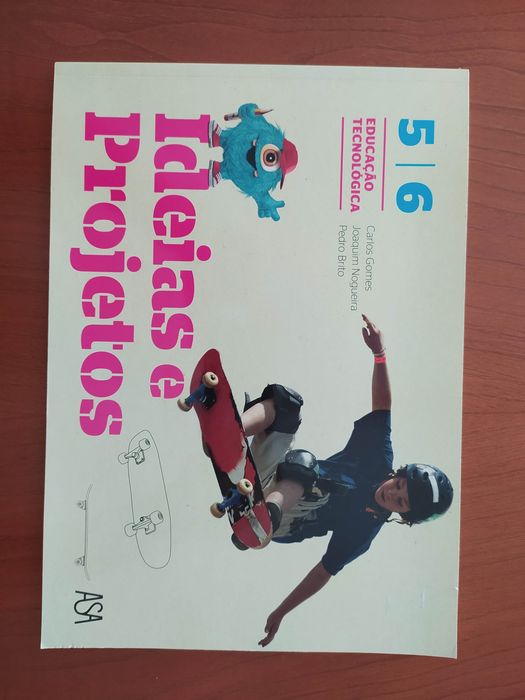 5|6
EDUCAÇÃO
TECNOLÓGICA
Carlos Gomes
Joaquim Nogueira
Pedro Brito
Ideias e
Projetos
ASA